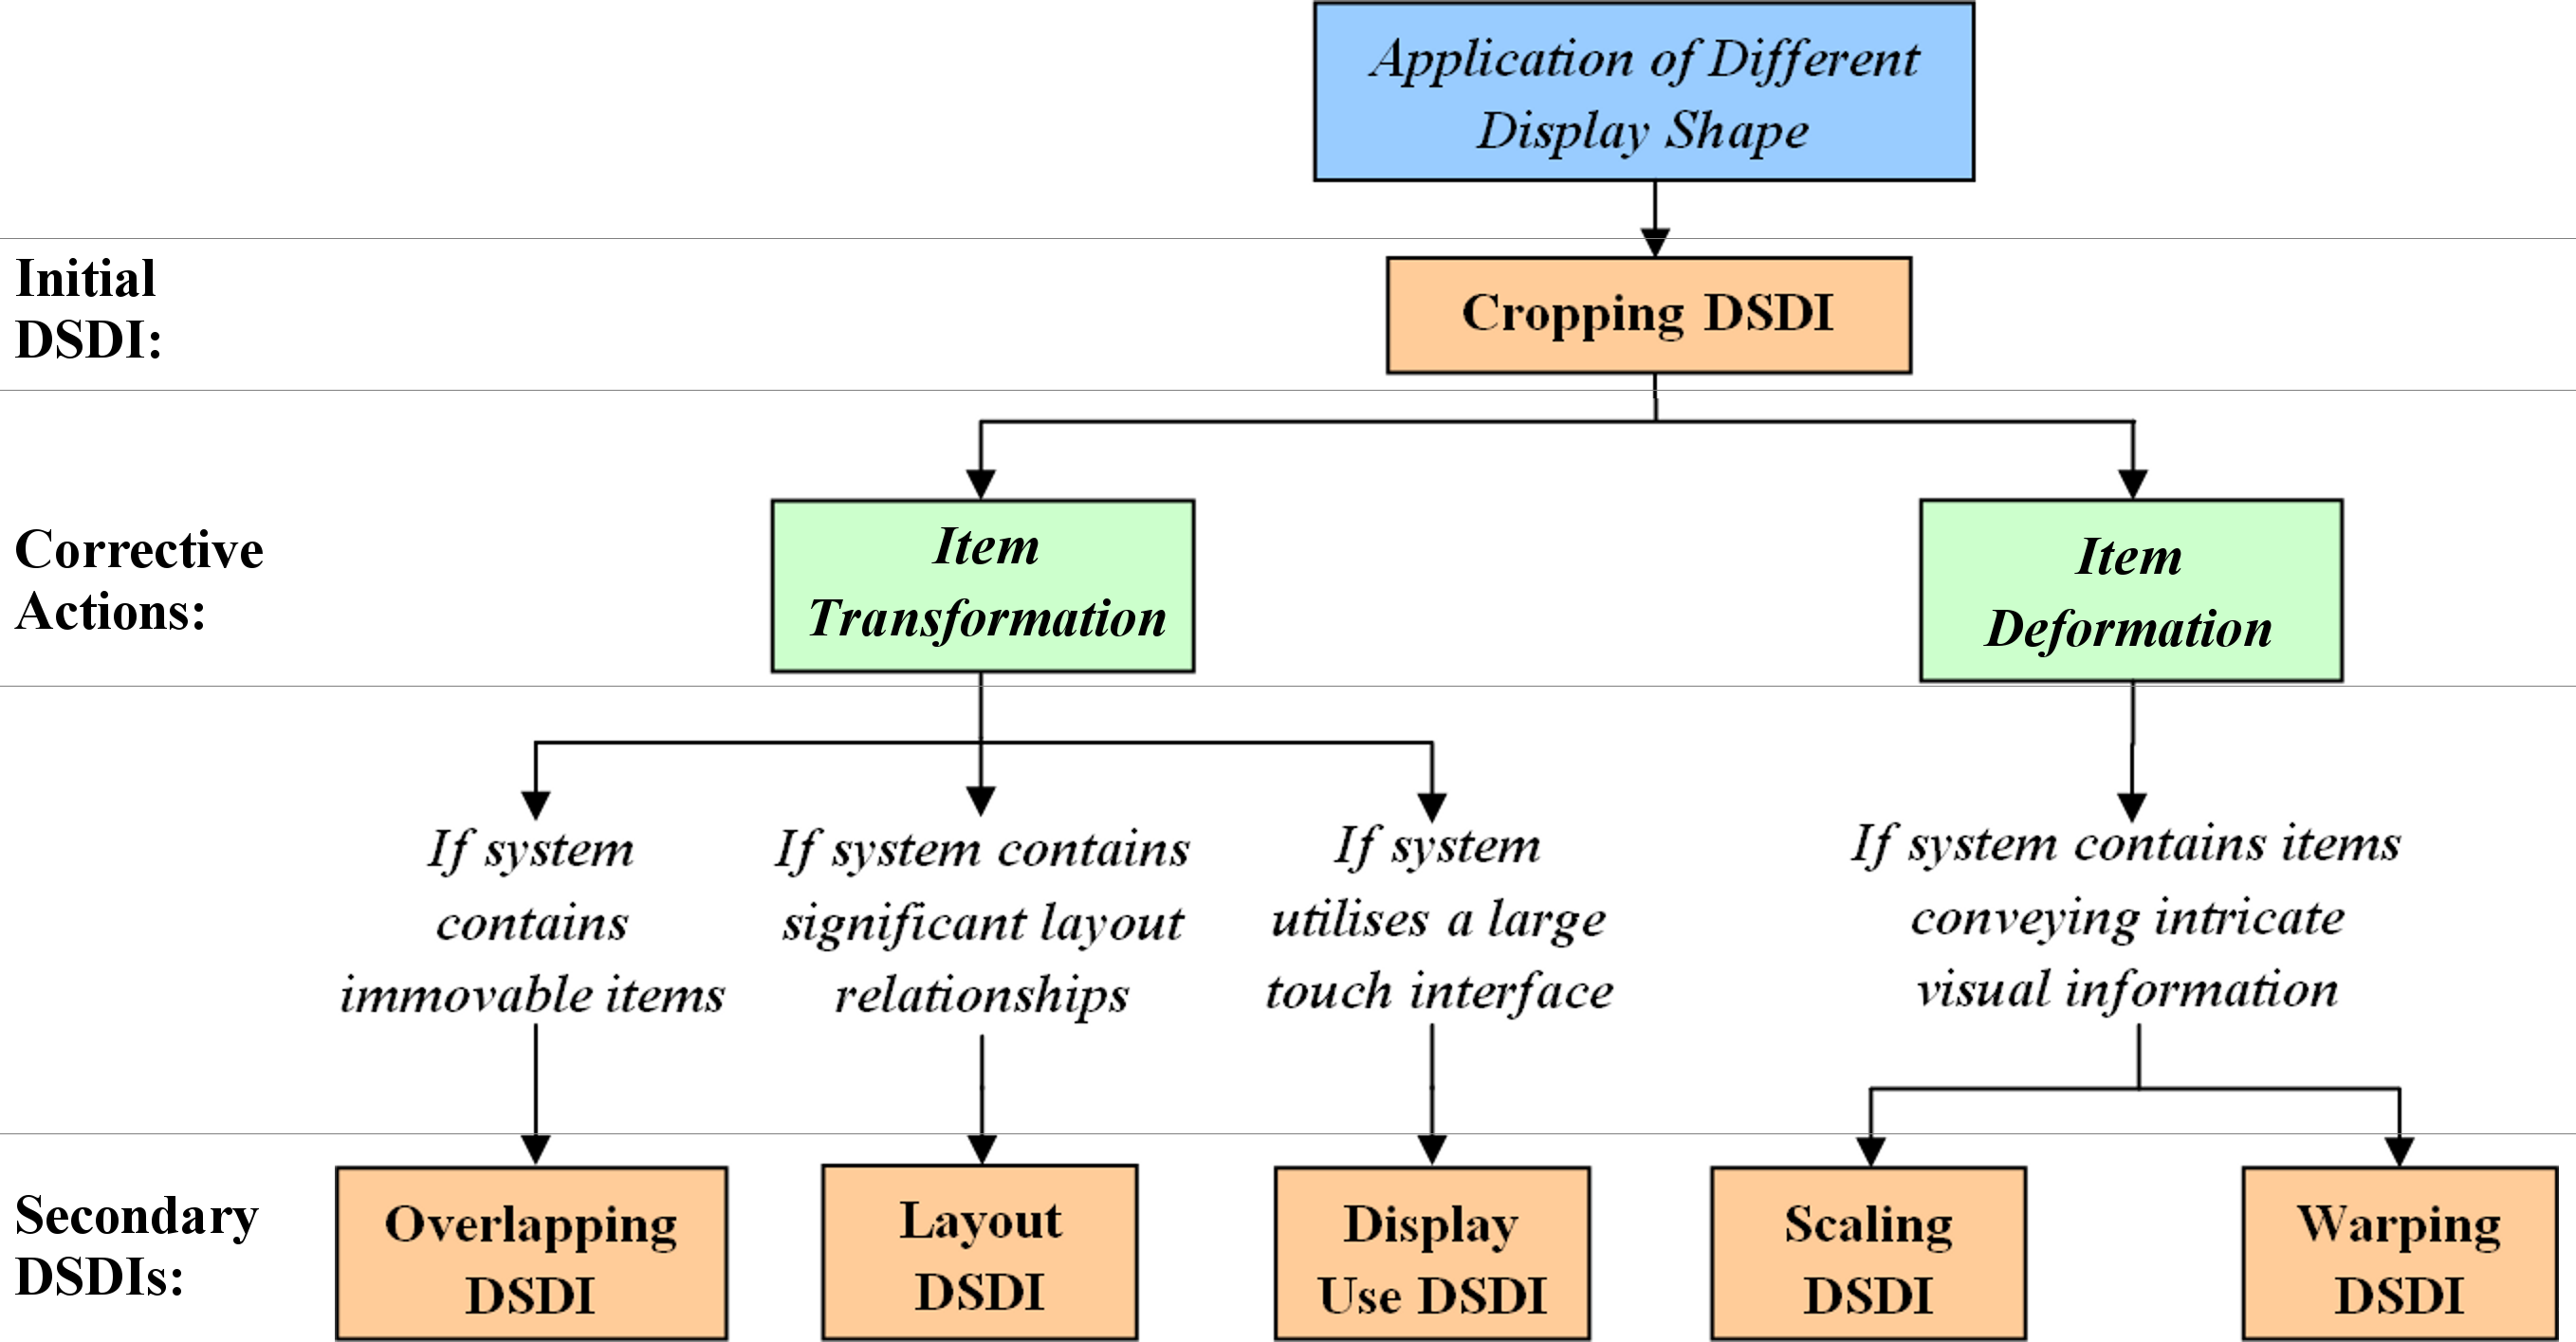 Application of Different
Display Shape
Initial
DSDI:
Cropping DSDI
Corrective
Actions:
Item
Transformation
Item
Deformation
If system
contains
immovable items
If system contains
significant layout
relationships
If system
utilises a large
touch interface
If system contains items
conveying intricate
visual information
Secondary
DSDIs:
Overlapping
DSDI
Layout
DSDI
Display
Use DSDI
Scaling
DSDI
Warping
DSDI